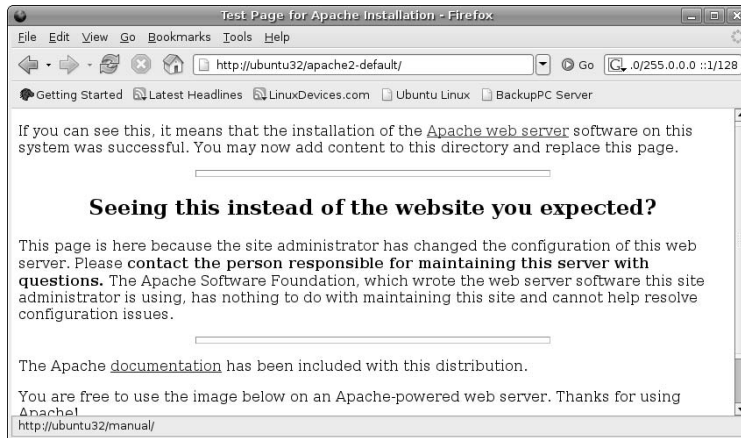 Test Page for Apache Installation - Firefox
File Edit View Go Bookmarks Tools Help
http://ubuntu32/apache2-default/ Go .0/255.0.0.0 ::1/128
Getting Started Latest Headlines LinuxDevices.com Ubuntu Linux BackupPC Server
If you can see this, it means that the installation of the Apache web server software on this
system was successful. You may now add content to this directory and replace this page.
Seeing this instead of the website you expected?
This page is here because the site administrator has changed the configuration of this web
server. Please contact the person responsible for maintaining this server with
questions. The Apache Software Foundation, which wrote the web server software this site
administrator is using, has nothing to do with maintaining this site and cannot help resolve
configuration issues.
The Apache documentation has been included with this distribution.
You are free to use the image below on an Apache-powered web server. Thanks for using
Apache!
http://ubuntu32/manual/